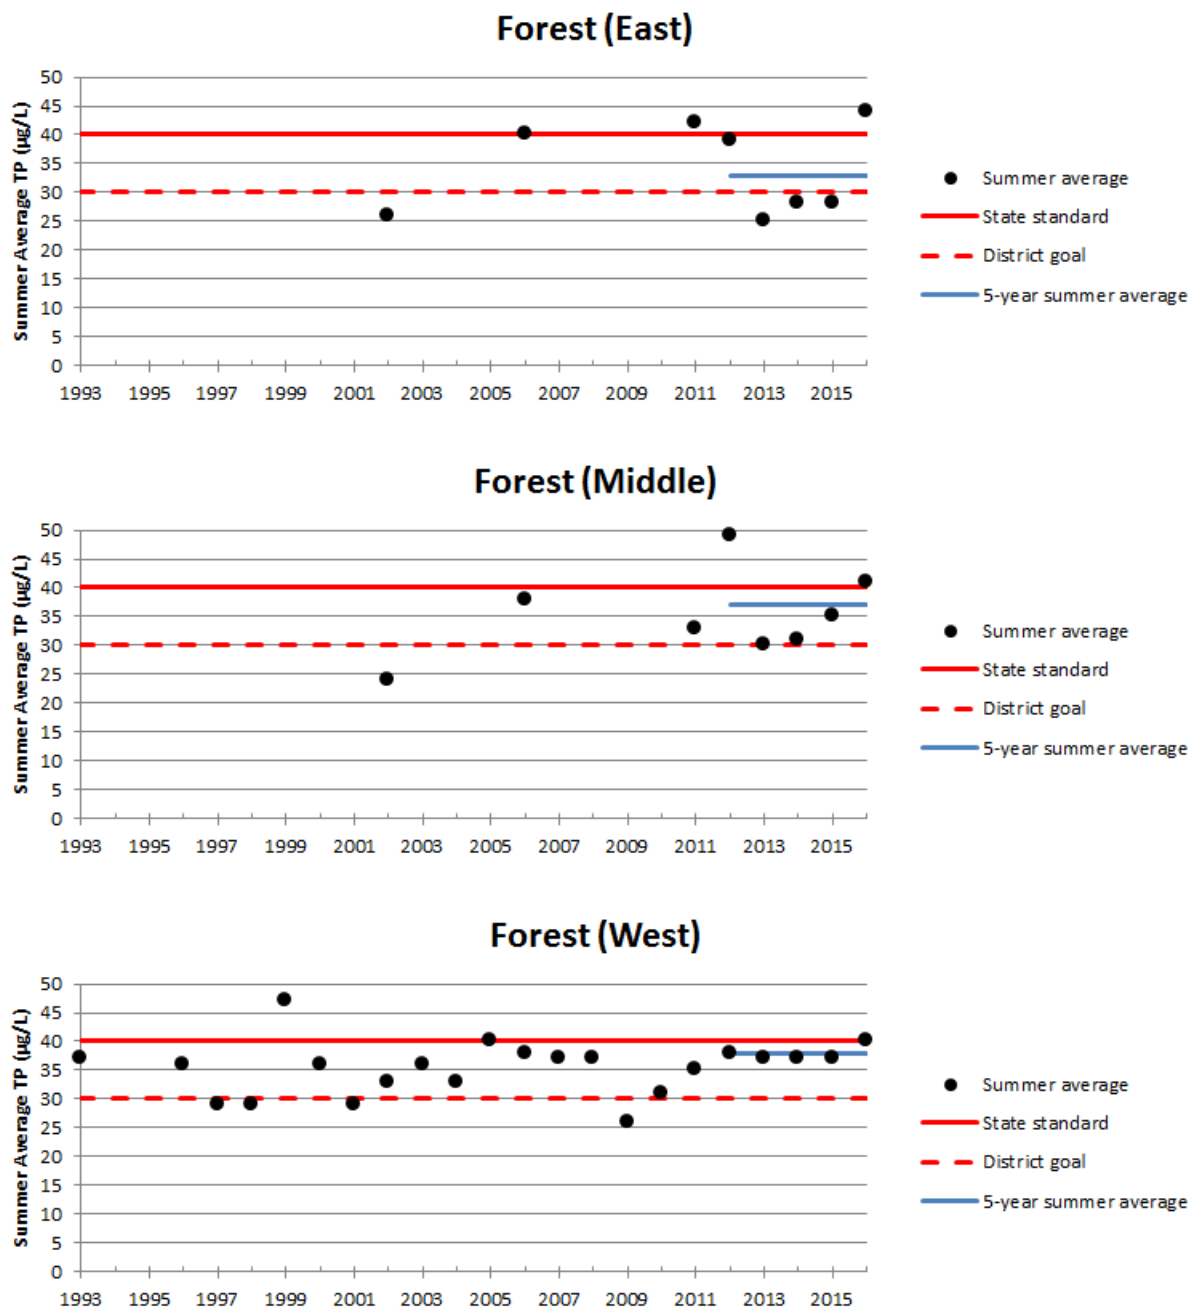 Forest (East)
Summer Average TP (µg/L)
50
45
40
35
30
25
20
15
10
5
0
1993 1995 1997 1999 2001 2003 2005 2007 2009 2011 2013 2015
Summer average
State standard
District goal
5-year summer average
Forest (Middle)
Summer Average TP (µg/L)
50
45
40
35
30
25
20
15
10
5
0
1993 1995 1997 1999 2001 2003 2005 2007 2009 2011 2013 2015
Summer average
State standard
District goal
5-year summer average
Forest (West)
Summer Average TP (µg/L)
50
45
40
35
30
25
20
15
10
5
0
1993 1995 1997 1999 2001 2003 2005 2007 2009 2011 2013 2015
Summer average
State standard
District goal
5-year summer average